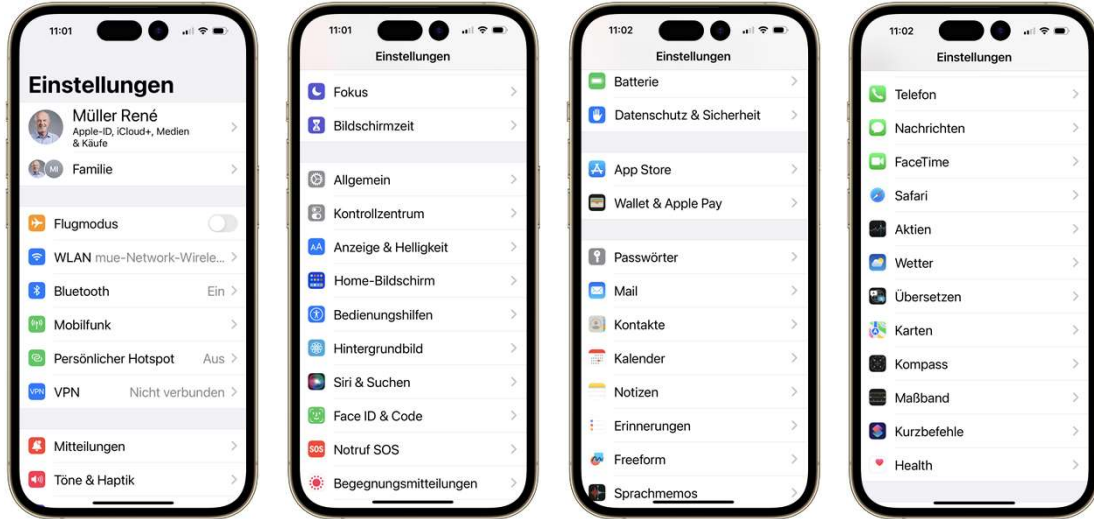 11:01
Einstellungen
Müller René
Apple-ID, iCloud+, Medien
& Käufe
MI
Familie
Flugmodus
WLAN mue-Network-Wirele...
Bluetooth Ein
Mobilfunk
Persönlicher Hotspot Aus
VPN VPN Nicht verbunden
Mitteilungen
Töne & Haptik
11:01
Einstellungen
Fokus
Bildschirmzeit
Allgemein
Kontrollzentrum
AA Anzeige & Helligkeit
Home-Bildschirm
Bedienungshilfen
Hintergrundbild
Siri & Suchen
Face ID & Code
SOS Notruf SOS
Begegnungsmitteilungen
11:02
Einstellungen
Batterie
Datenschutz & Sicherheit
App Store
Wallet & Apple Pay
Passwörter
Mail
Kontakte
Kalender
Notizen
Erinnerungen
Freeform
Sprachmemos
11:02
Einstellungen
Telefon
Nachrichten
FaceTime
Safari
Aktien
Wetter
Übersetzen
Karten
Kompass
Maßband
Kurzbefehle
Health